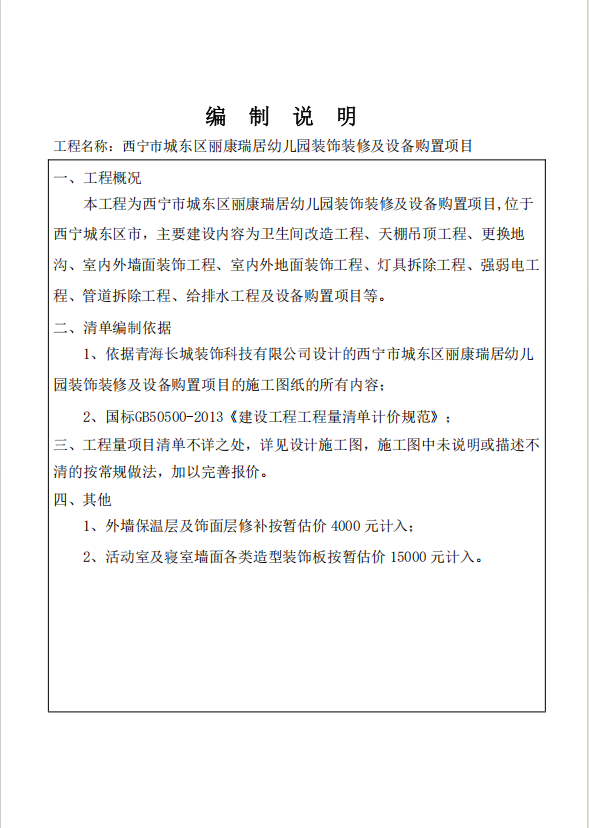 编 制 说 明
工程名称：西宁市城东区丽康瑞居幼儿园装饰装修及设备购置项目
一、工程概况
本工程为西宁市城东区丽康瑞居幼儿园装饰装修及设备购置项目,位于
西宁城东区市，主要建设内容为卫生间改造工程、天棚吊顶工程、更换地
沟、室内外墙面装饰工程、室内外地面装饰工程、灯具拆除工程、强弱电工
程、管道拆除工程、给排水工程及设备购置项目等。
二、清单编制依据
1、依据青海长城装饰科技有限公司设计的西宁市城东区丽康瑞居幼儿
园装饰装修及设备购置项目的施工图纸的所有内容；
2、国标GB50500-2013《建设工程工程量清单计价规范》；
三、工程量项目清单不详之处，详见设计施工图，施工图中未说明或描述不
清的按常规做法，加以完善报价。
四、其他
1、外墙保温层及饰面层修补按暂估价 4000 元计入；
2、活动室及寝室墙面各类造型装饰板按暂估价 15000 元计入。